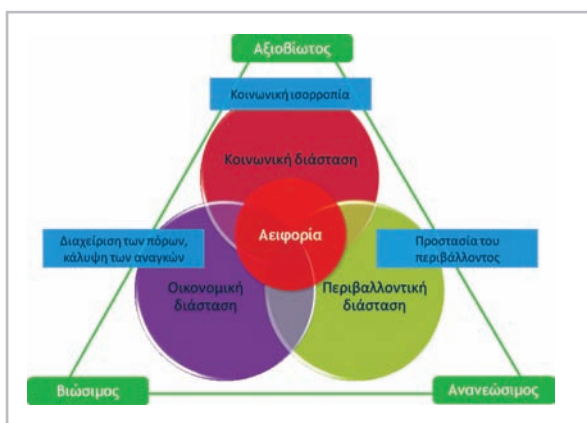 Αξιοβίωτος
Κοινωνική ισορροπία
Κοινωνική διάσταση
Αειφορία
Διαχείριση των πόρων,
κάλυψη των αναγκών
Προστασία του
περιβάλλοντος
Οικονομική
διάσταση
Περιβαλλοντική
διάσταση
Βιώσιμος
Ανανεώσιμος